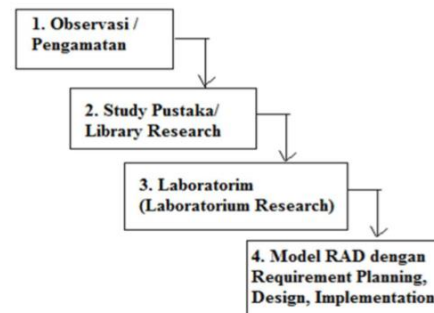 1. Observasi /
Pengamatan
2. Study Pustaka/
Library Research
3. Laboratorim
(Laboratorium Research)
4. Model RAD dengan
Requirement Planning,
Design, Implementation